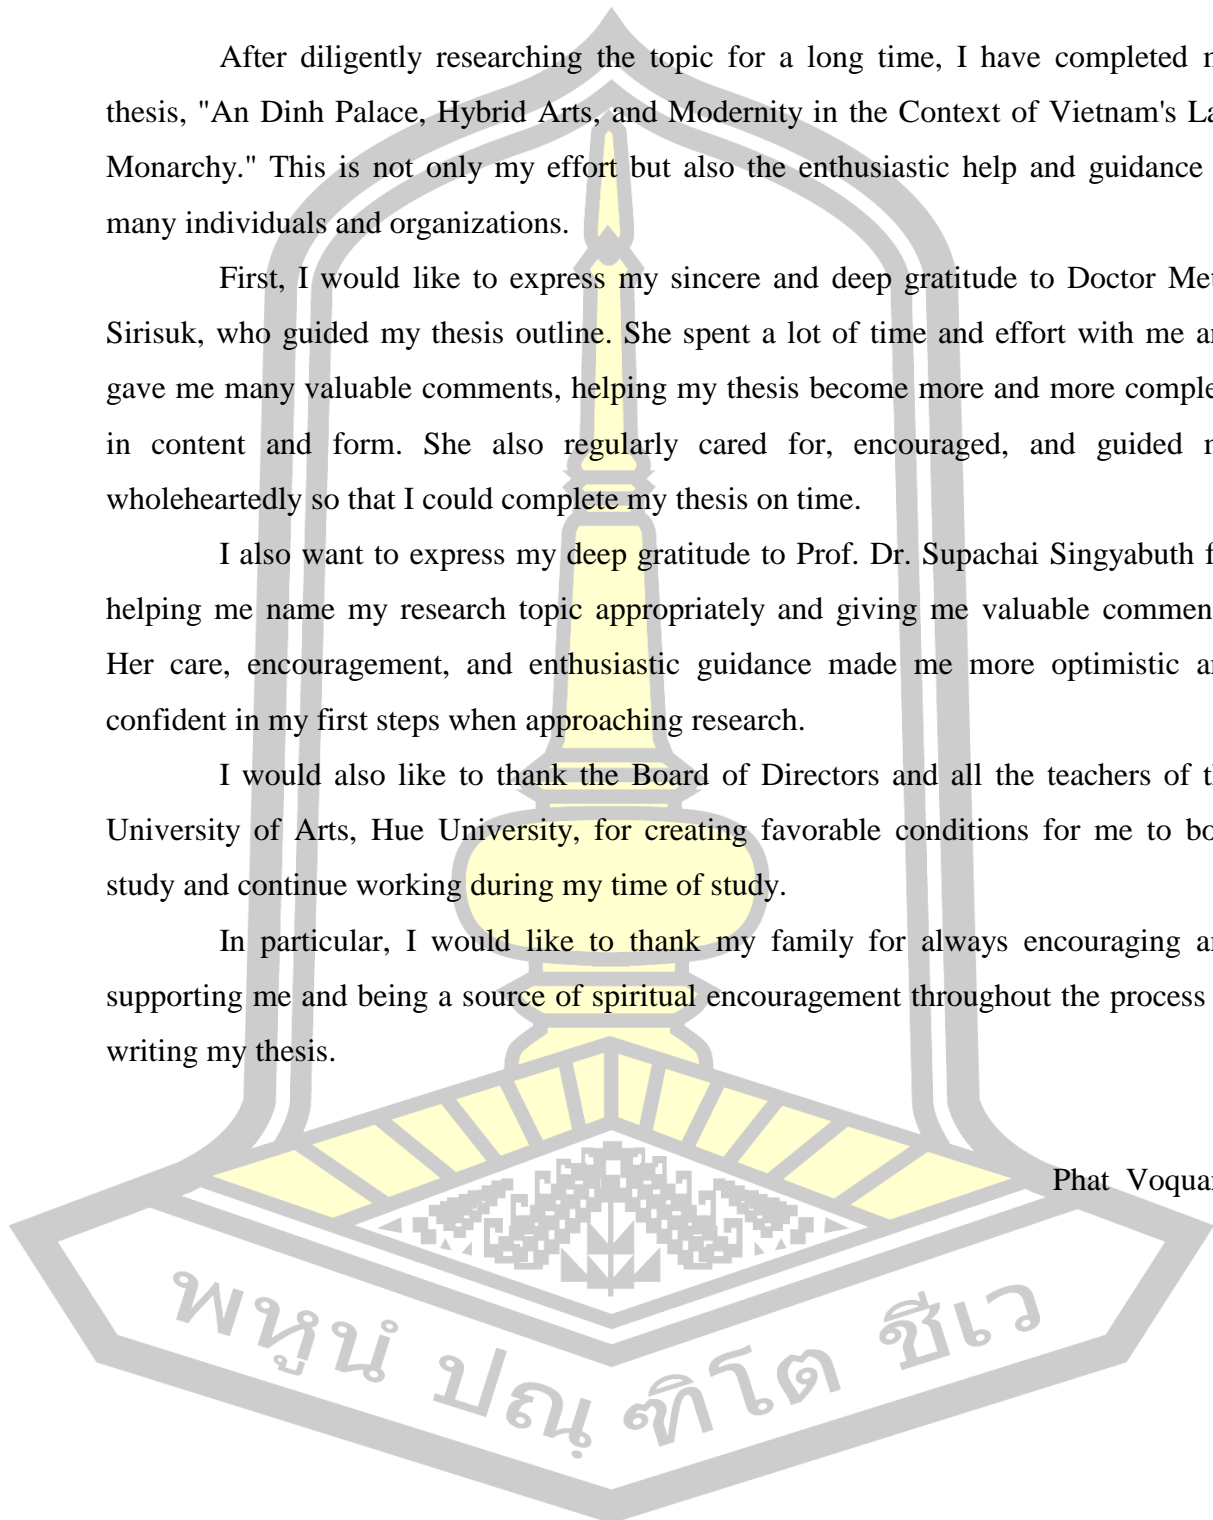 After diligently researching the topic for a long time, I have completed m
thesis, "An Dinh Palace, Hybrid Arts, and Modernity in the Context of Vietnam's La
Monarchy." This is not only my effort but also the enthusiastic help and guidance
many individuals and organizations.
First, I would like to express my sincere and deep gratitude to Doctor Met
Sirisuk, who guided my thesis outline. She spent a lot of time and effort with me an
gave me many valuable comments, helping my thesis become more and more comple
in content and form. She also regularly cared for, encouraged, and guided m
wholeheartedly so that I could complete my thesis on time.
I also want to express my deep gratitude to Prof. Dr. Supachai Singyabuth f
helping me name my research topic appropriately and giving me valuable commen
Her care, encouragement, and enthusiastic guidance made me more optimistic an
confident in my first steps when approaching research.
I would also like to thank the Board of Directors and all the teachers of t
University of Arts, Hue University, for creating favorable conditions for me to bo
study and continue working during my time of study.
In particular, I would like to thank my family for always encouraging an
supporting me and being a source of spiritual encouragement throughout the process
writing my thesis.
Phat Voquan
พหูนํ ปณฺฑิโต ชีเว